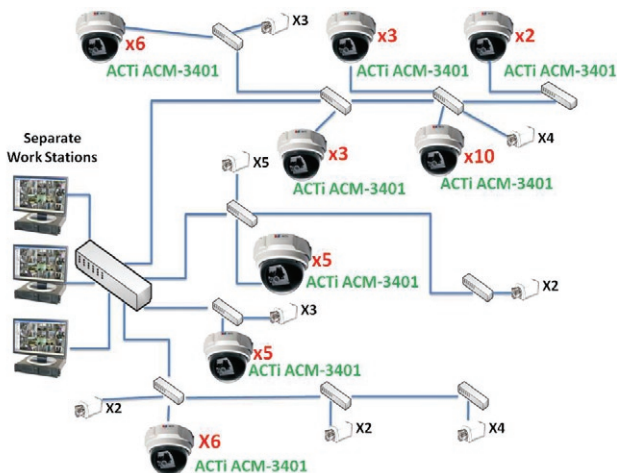 x6
X3
x3
x2
ACTi ACM-3401
ACTi ACM-3401
ACTi ACM-3401
Separate
Work Stations
X5
x3
x10
X4
ACTi ACM-3401
ACTi ACM-3401
x5
ACTi ACM-3401
X2
X3
x5
ACTi ACM-3401
X2
X6
X2
X4
ACTi ACM-3401